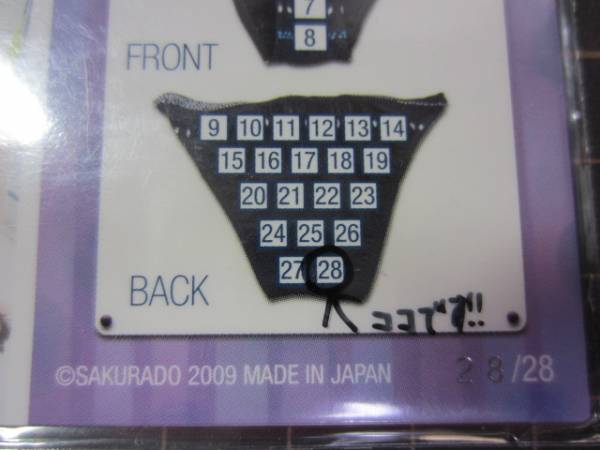 7
8
FRONT
9 10 11 12 13 14
15 16 17 18 19
20 21 22 23
24 25 26
27 28
BACK
ココです!!
©SAKURADO 2009 MADE IN JAPAN 28/28